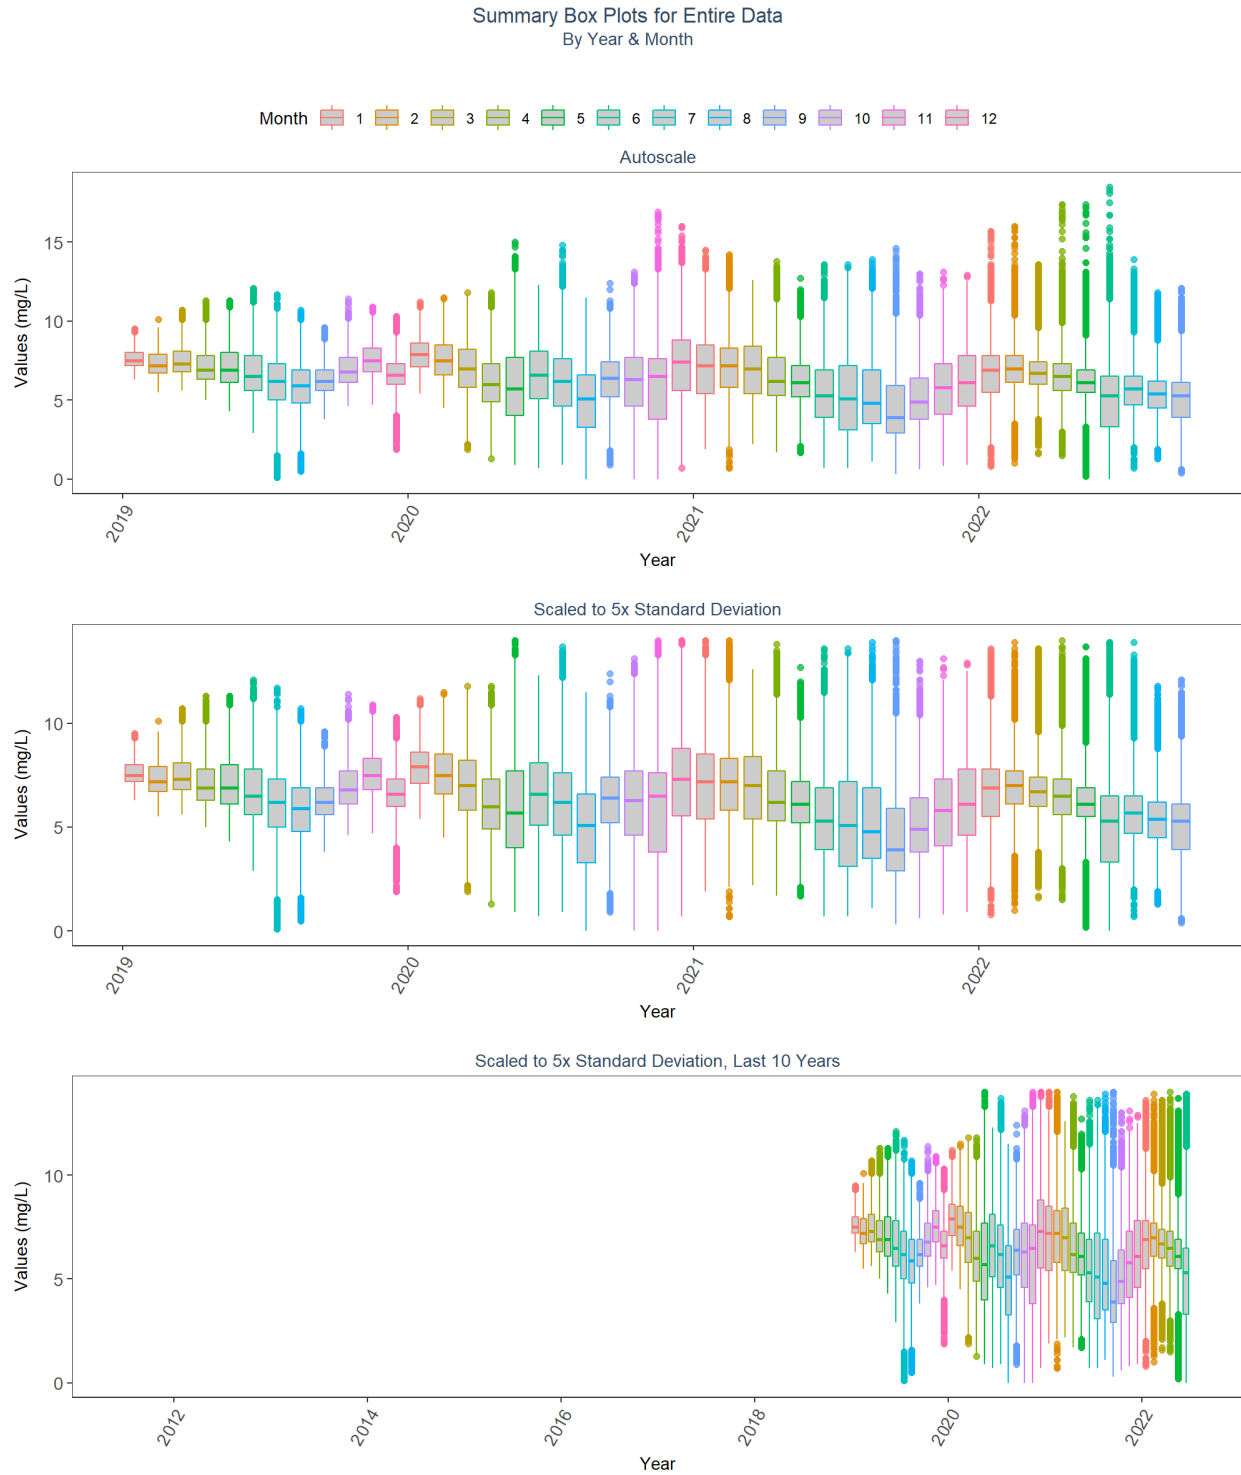 Summary Box Plots for Entire Data
By Year & Month
Month 1 2 3 4 5 6 7 8 9 10 11 12
Autoscale
Values (mg/L)
15
10
5
0
2019 2020 2021 2022
Year
Scaled to 5x Standard Deviation
Values (mg/L)
10
5
0
2019 2020 2021 2022
Year
Scaled to 5x Standard Deviation, Last 10 Years
Values (mg/L)
10
5
0
2012 2014 2016 2018 2020 2022
Year